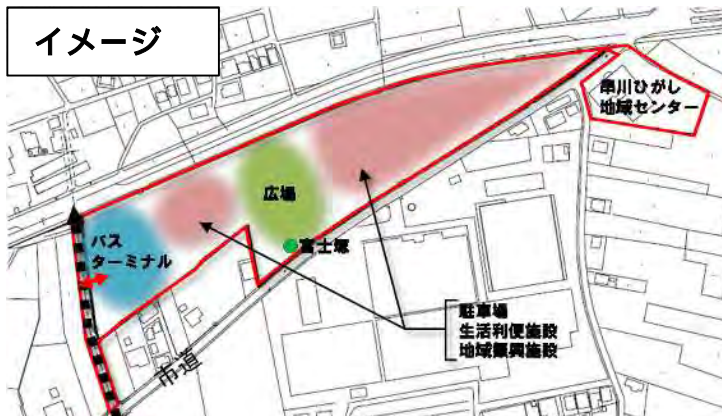 イメージ
串川ひがし
地域センター
広場
バス
ターミナル
富士塚
駐車場
生活利便施設
地域振興施設
市道